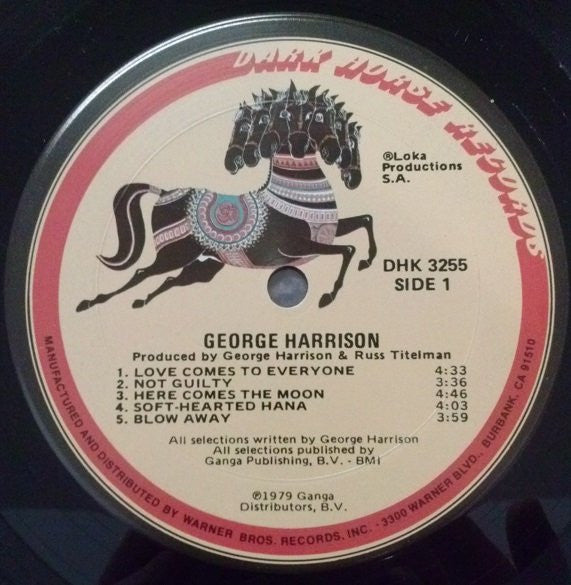 DARK HORSE RECORDS
®Loka
Productions
S.A.
DHK 3255
SIDE 1
GEORGE HARRISON
Produced by George Harrison & Russ Titelman
1. LOVE COMES TO EVERYONE 4:33
2. NOT GUILTY 3:36
3. HERE COMES THE MOON 4:46
4. SOFT-HEARTED HANA 4:03
5. BLOW AWAY 3:59
All selections written by George Harrison
All selections published by
Ganga Publishing, B.V. - BMI
℗1979 Ganga
Distributors, B.V.
MANUFACTURED AND DISTRIBUTED BY WARNER BROS. RECORDS, INC. - 3300 WARNER BLVD., BURBANK, CA 91510